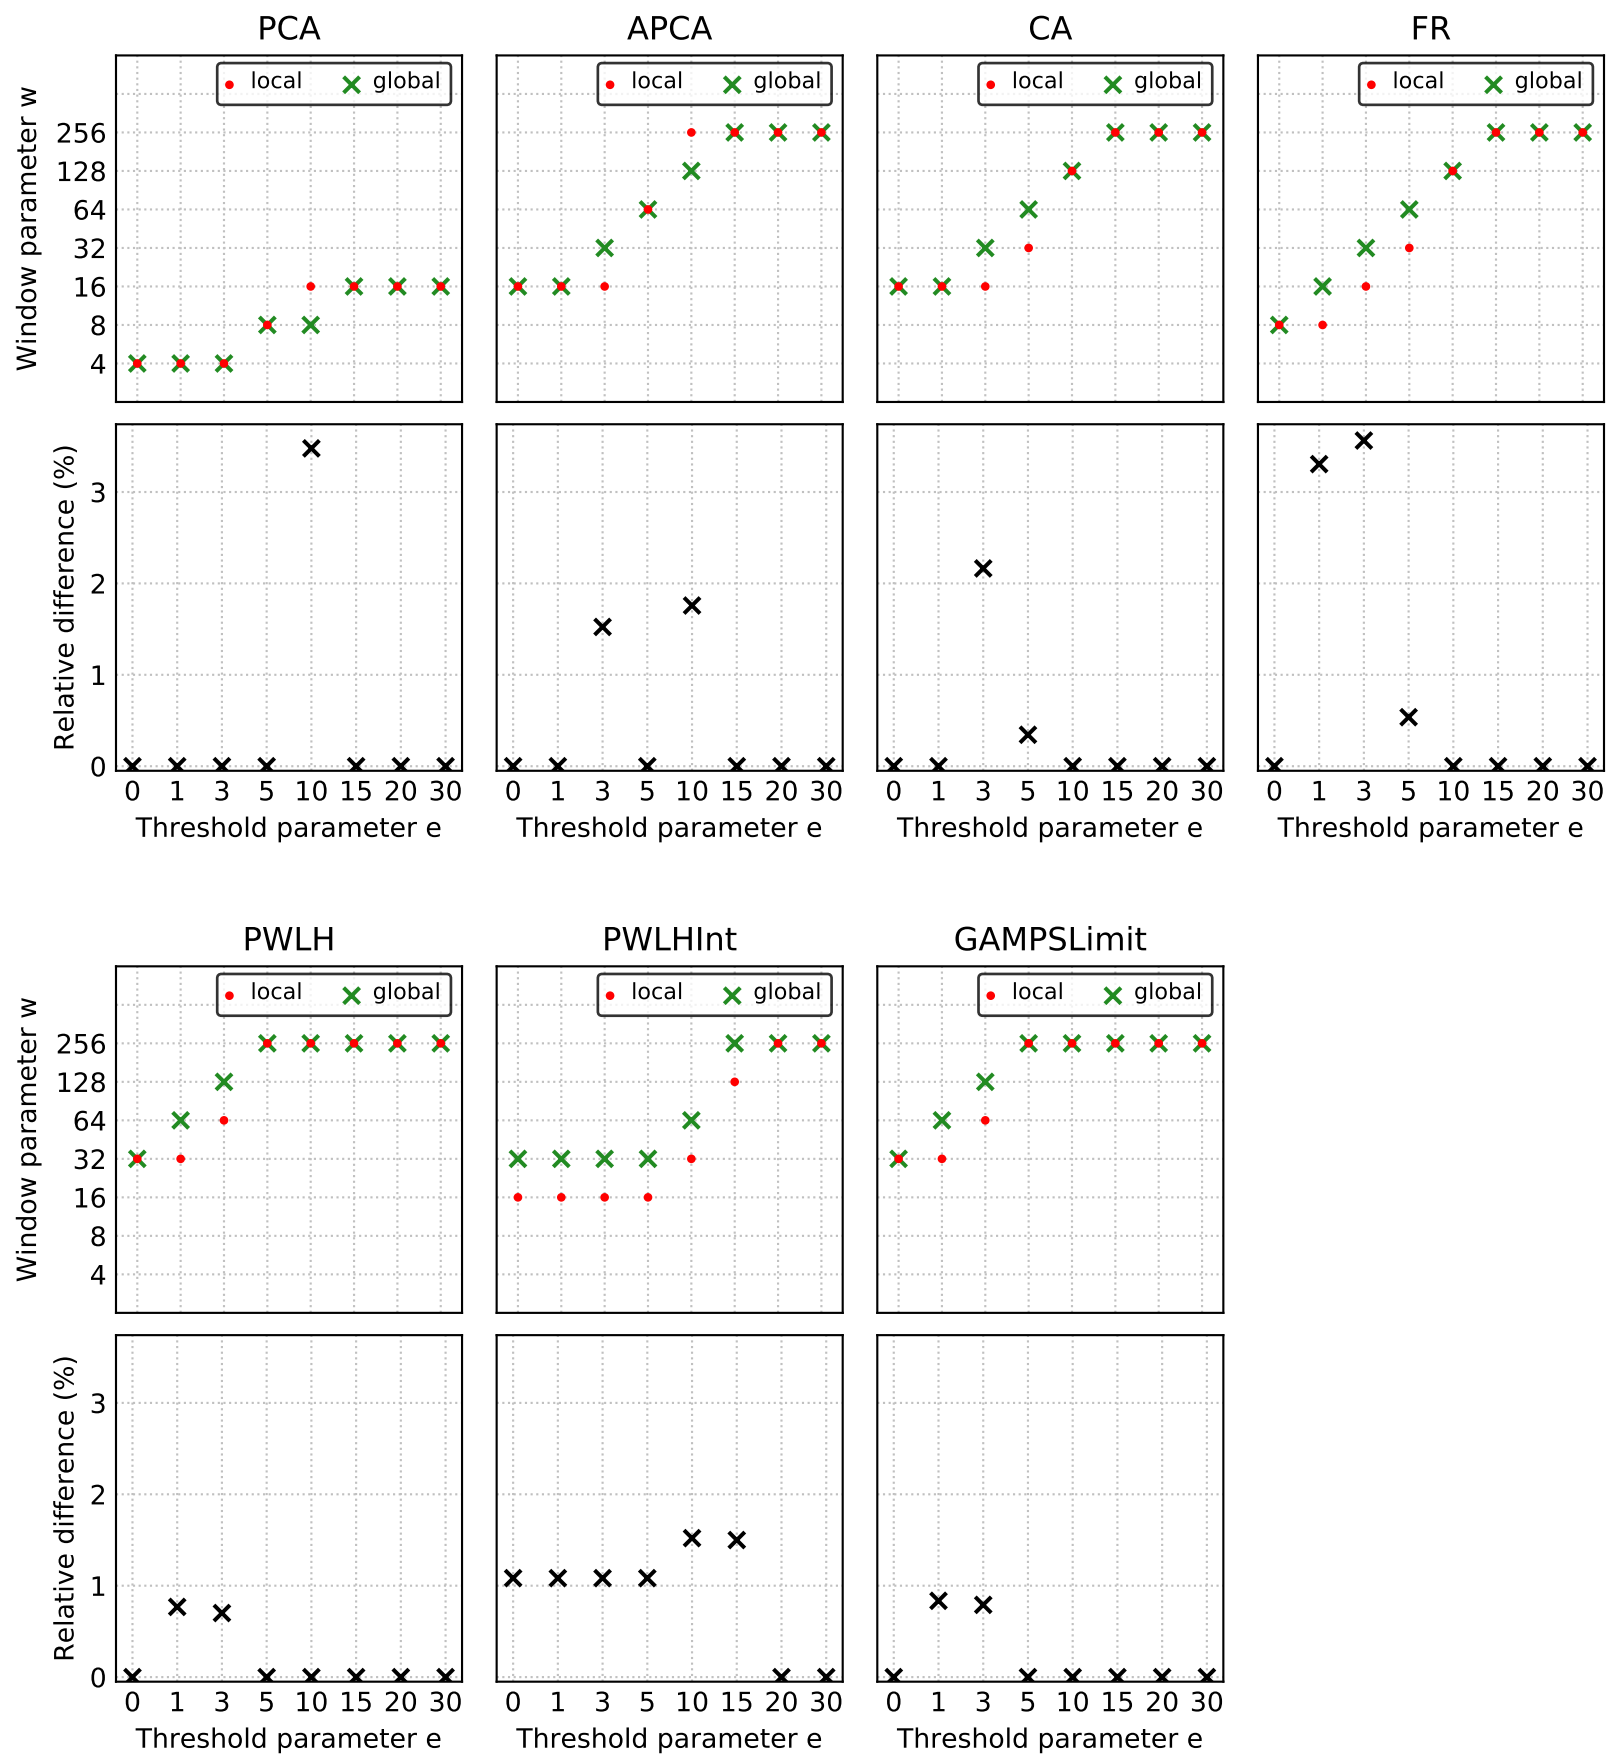 PCA APCA CA FR
local global local global local global local global
Window parameter w
256
128
64
32
16
8
4
Relative difference (%)
3
2
1
0
0 1 3 5 10 15 20 30 0 1 3 5 10 15 20 30 0 1 3 5 10 15 20 30 0 1 3 5 10 15 20 30
Threshold parameter e Threshold parameter e Threshold parameter e Threshold parameter e
PWLH PWLHInt GAMPSLimit
local global local global local global
Window parameter w
256
128
64
32
16
8
4
Relative difference (%)
3
2
1
0
0 1 3 5 10 15 20 30 0 1 3 5 10 15 20 30 0 1 3 5 10 15 20 30
Threshold parameter e Threshold parameter e Threshold parameter e